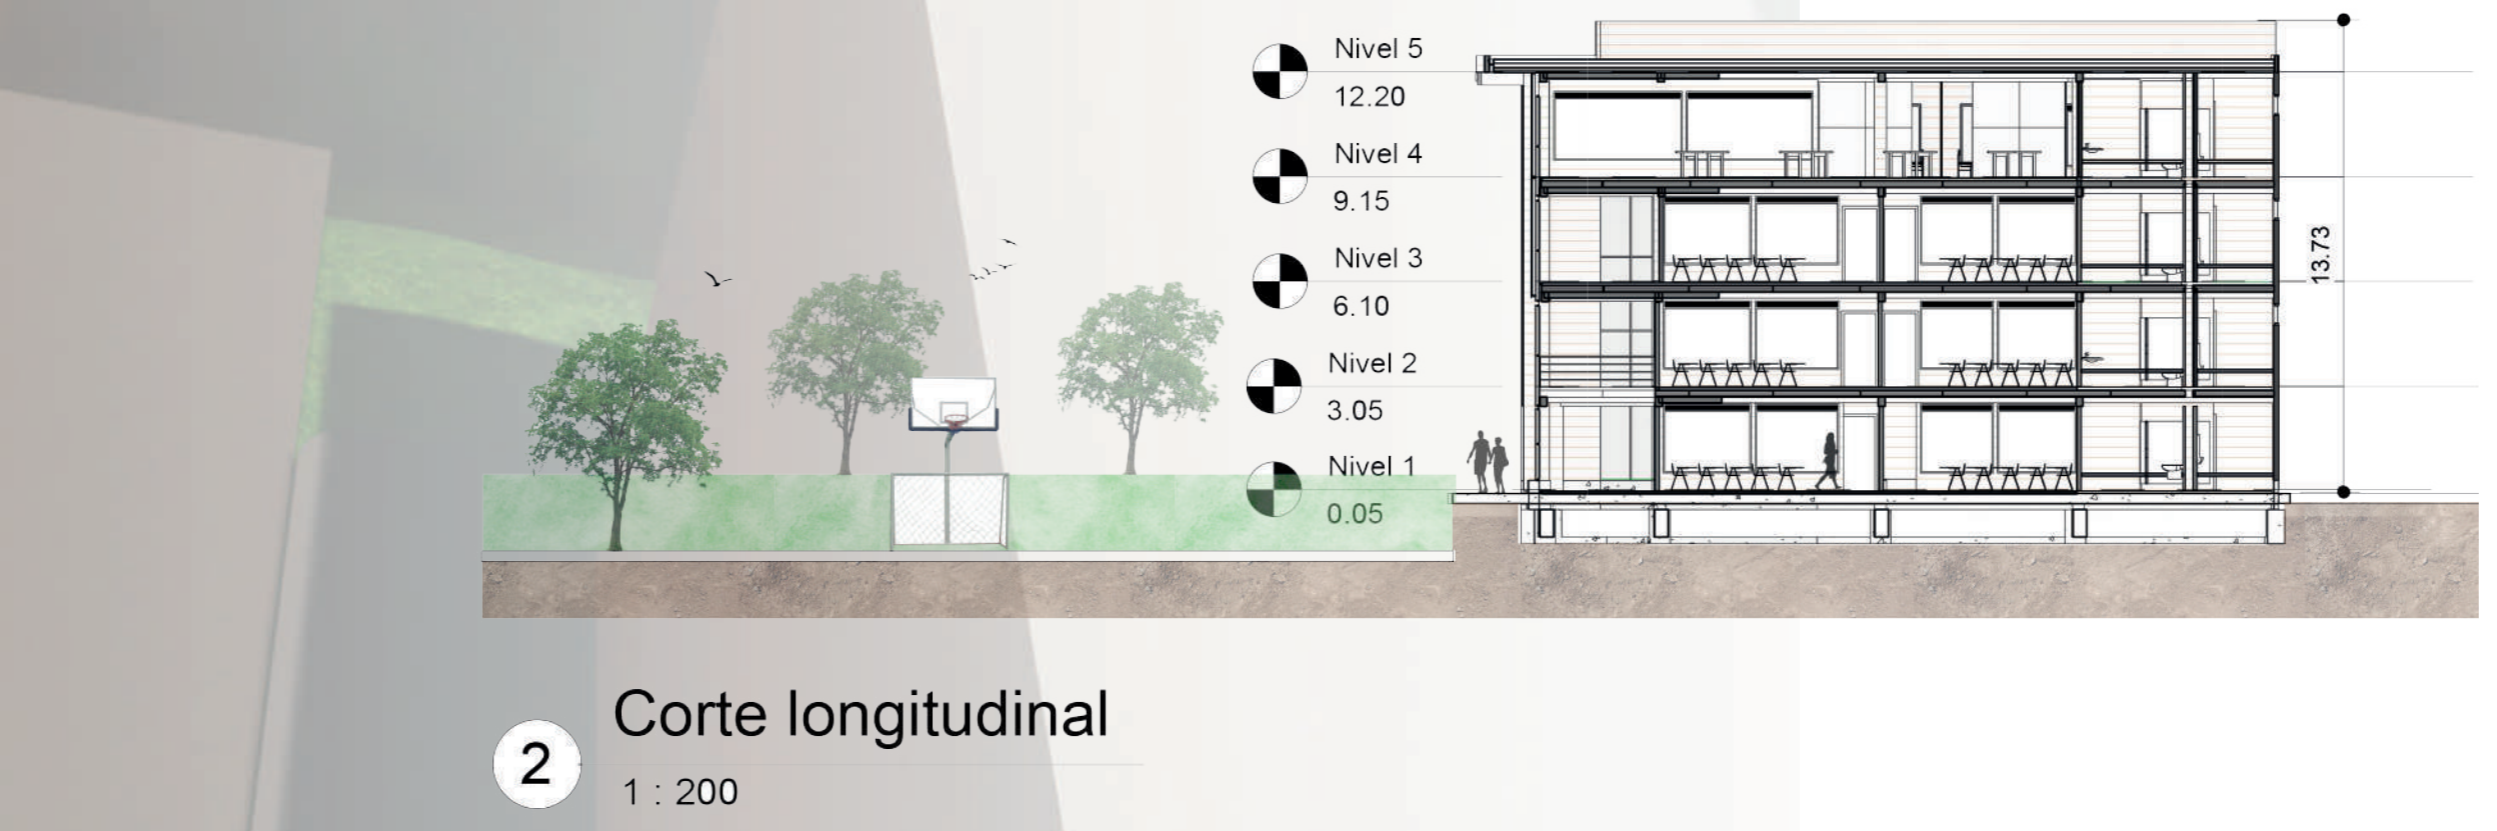 Nivel 5
12.20
Nivel 4
9.15
Nivel 3
6.10
Nivel 2
3.05
Nivel 1
0.05
13.73
2
Corte longitudinal
1 : 200